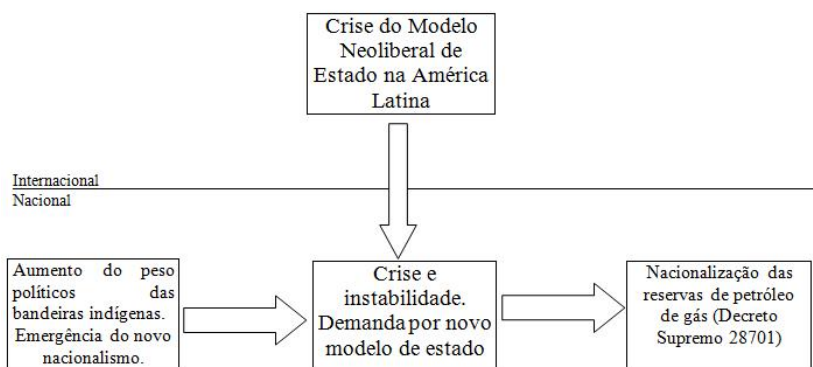 Crise do Modelo
Neoliberal de
Estado na América
Latina
Internacional
Nacional
Aumento do peso
políticos das
bandeiras indígenas.
Emergência do novo
nacionalismo.
Crise e
instabilidade.
Demanda por novo
modelo de estado
Nacionalização das
reservas de petróleo
de gás (Decreto
Supremo 28701)